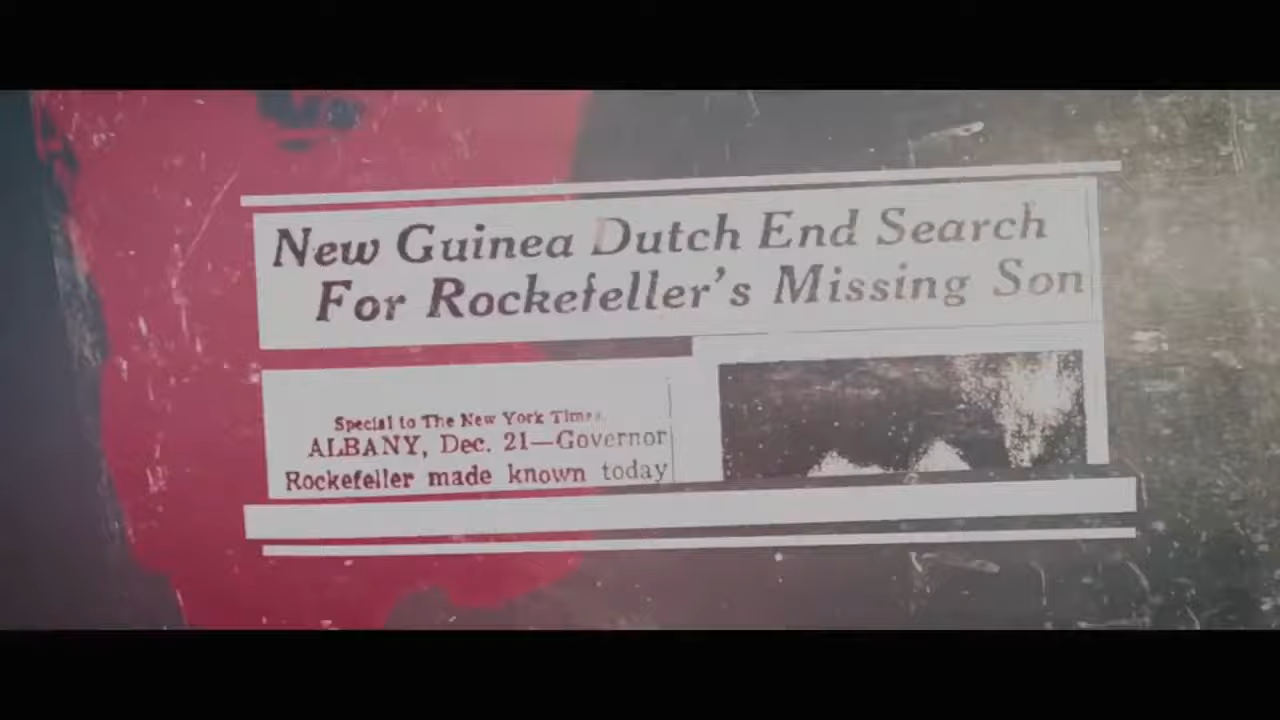 New Guinea Dutch End Search
For Rockefeller's Missing Son
Special to The New York Times.
ALBANY, Dec. 21—Governor
Rockefeller made known today